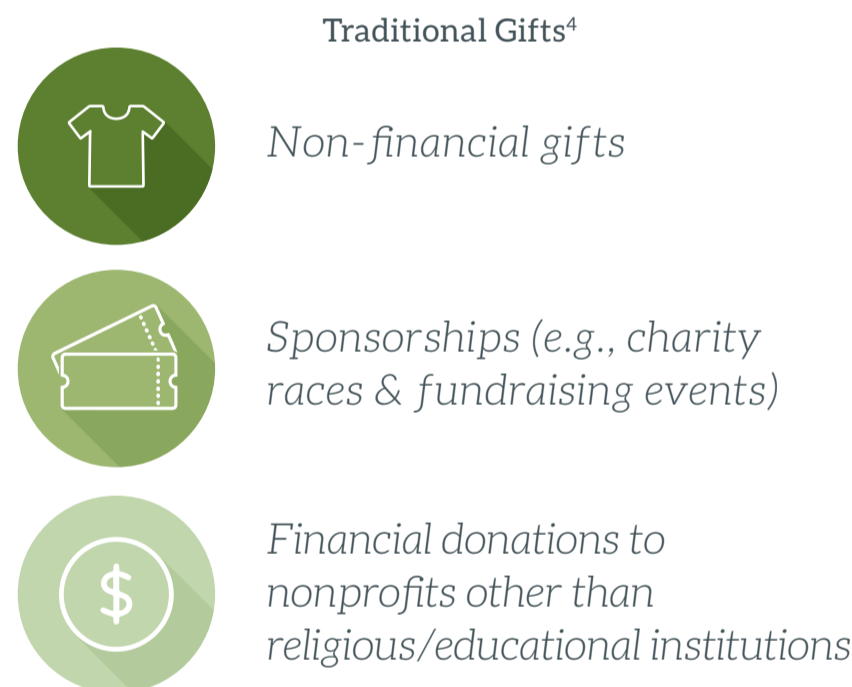 Traditional Gifts⁴
Non-financial gifts
Sponsorships (e.g., charity
races & fundraising events)
$
Financial donations to
nonprofits other than
religious/educational institutions